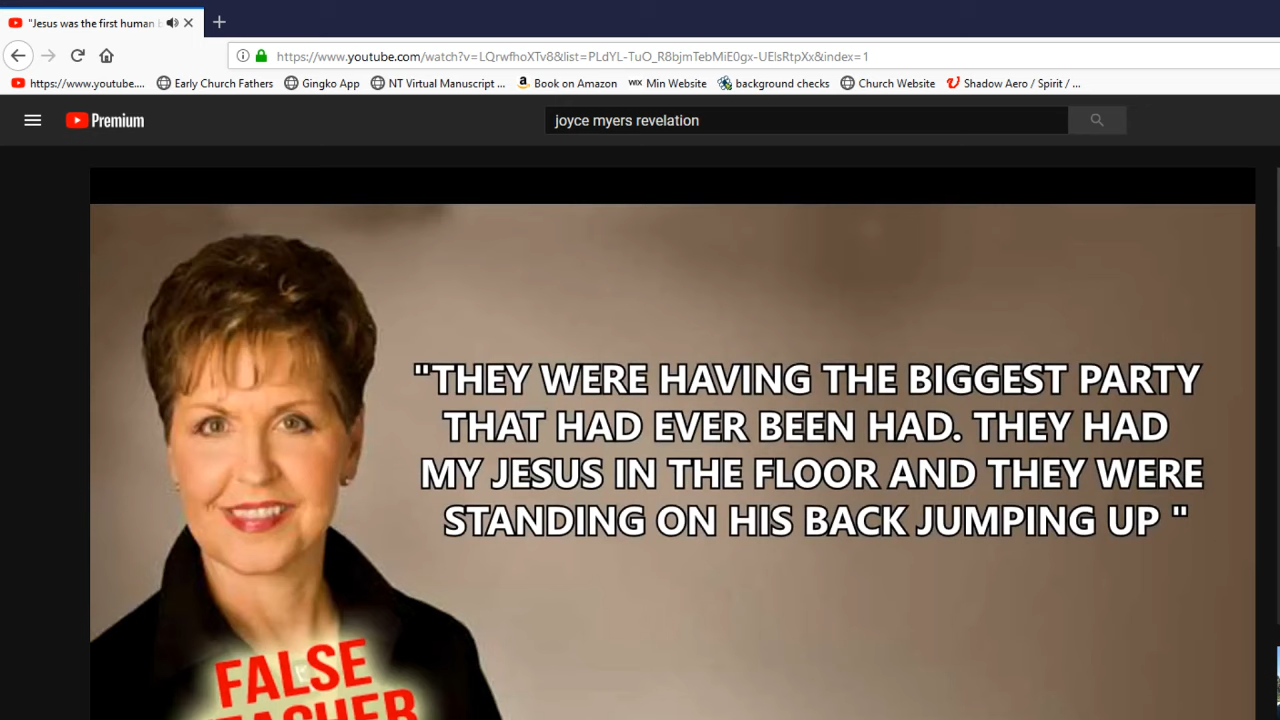 "Jesus was the first human
https://www.youtube.com/watch?v=LQrwfhoXTv8&list=PLdYL-TuO_R8bjmTebMiE0gx-UElsRtpXx&index=1
https://www.youtube.... Early Church Fathers Gingko App NT Virtual Manuscript ... Book on Amazon WIX Min Website background checks Church Website Shadow Aero / Spirit / ...
Premium joyce myers revelation
"THEY WERE HAVING THE BIGGEST PARTY
THAT HAD EVER BEEN HAD. THEY HAD
MY JESUS IN THE FLOOR AND THEY WERE
STANDING ON HIS BACK JUMPING UP "
FALSE
TEACHER